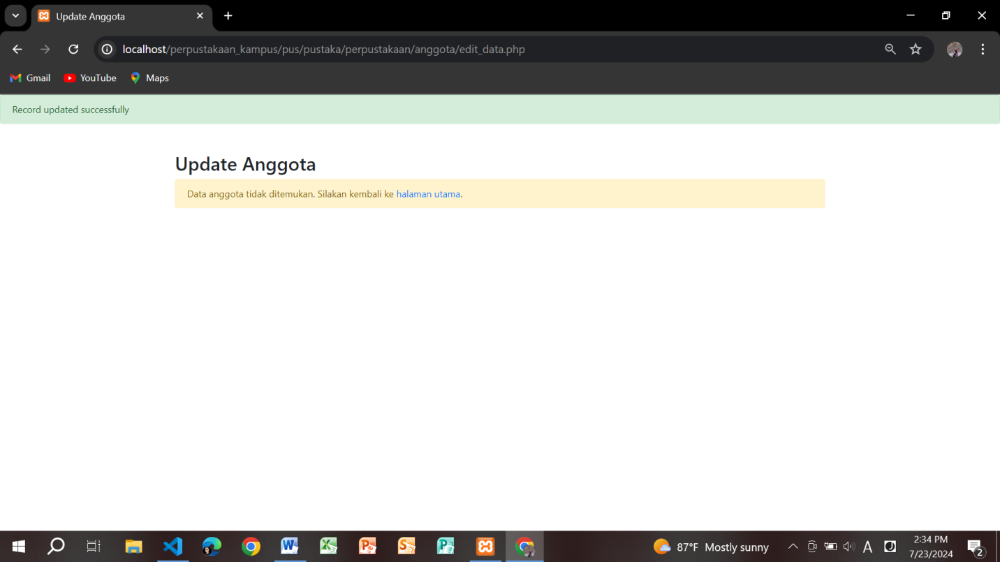 Update Anggota
localhost/perpustakaan_kampus/pus/pustaka/perpustakaan/anggota/edit_data.php
Gmail YouTube Maps
Record updated successfully
Update Anggota
Data anggota tidak ditemukan. Silakan kembali ke halaman utama.
87°F Mostly sunny
A
2:34 PM
7/23/2024
2